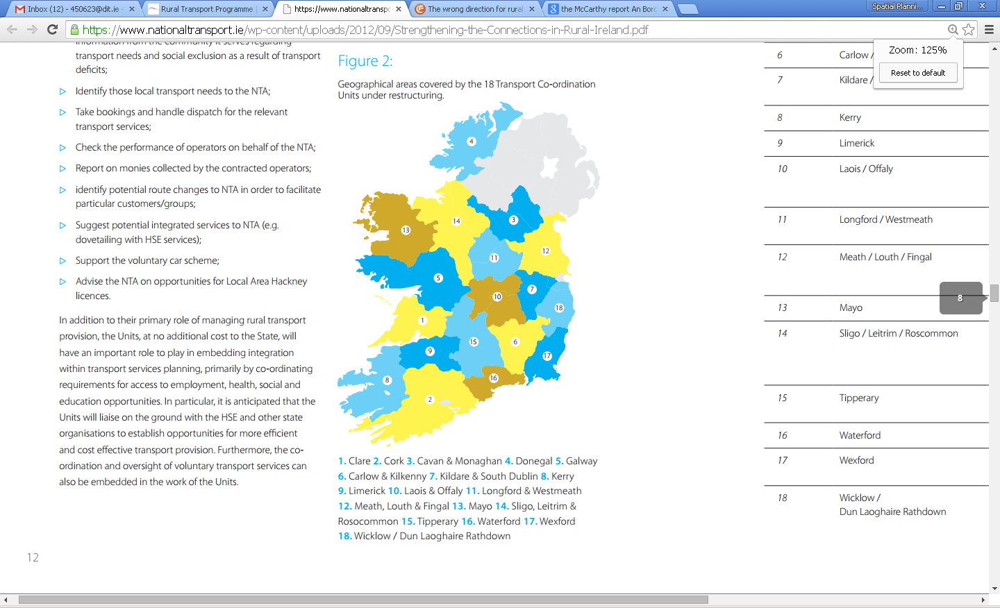 Inbox (12) - 450623@dit.ie -
Rural Transport Programme |
https://www.nationaltranspo
The wrong direction for rural
the McCarthy report An Bord
Spatial Planni...
https://www.nationaltransport.ie/wp-content/uploads/2012/09/Strengthening-the-Connections-in-Rural-Ireland.pdf
Zoom: 125%
Reset to default
information from the community it serves regarding
transport needs and social exclusion as a result of transport
deficits;
Identify those local transport needs to the NTA;
Take bookings and handle dispatch for the relevant
transport services;
Check the performance of operators on behalf of the NTA;
Report on monies collected by the contracted operators;
identify potential route changes to NTA in order to facilitate
particular customers/groups;
Suggest potential integrated services to NTA (e.g.
dovetailing with HSE services);
Support the voluntary car scheme;
Advise the NTA on opportunities for Local Area Hackney
licences.
In addition to their primary role of managing rural transport
provision, the Units, at no additional cost to the State, will
have an important role to play in embedding integration
within transport services planning, primarily by co-ordinating
requirements for access to employment, health, social and
education opportunities. In particular, it is anticipated that the
Units will liaise on the ground with the HSE and other state
organisations to establish opportunities for more efficient
and cost effective transport provision. Furthermore, the co-
ordination and oversight of voluntary transport services can
also be embedded in the work of the Units.
12
Figure 2:
Geographical areas covered by the 18 Transport Co-ordination
Units under restructuring.
4
3
14
13
12
11
5
7
10
18
1
15
6
9
17
16
8
2
1. Clare 2. Cork 3. Cavan & Monaghan 4. Donegal 5. Galway
6. Carlow & Kilkenny 7. Kildare & South Dublin 8. Kerry
9. Limerick 10. Laois & Offaly 11. Longford & Westmeath
12. Meath, Louth & Fingal 13. Mayo 14. Sligo, Leitrim &
Rosocommon 15. Tipperary 16. Waterford 17. Wexford
18. Wicklow / Dun Laoghaire Rathdown
6 Carlow /
7 Kildare /
8 Kerry
9 Limerick
10 Laois / Offaly
11 Longford / Westmeath
12 Meath / Louth / Fingal
8
13 Mayo
14 Sligo / Leitrim / Roscommon
15 Tipperary
16 Waterford
17 Wexford
18 Wicklow /
Dun Laoghaire Rathdown